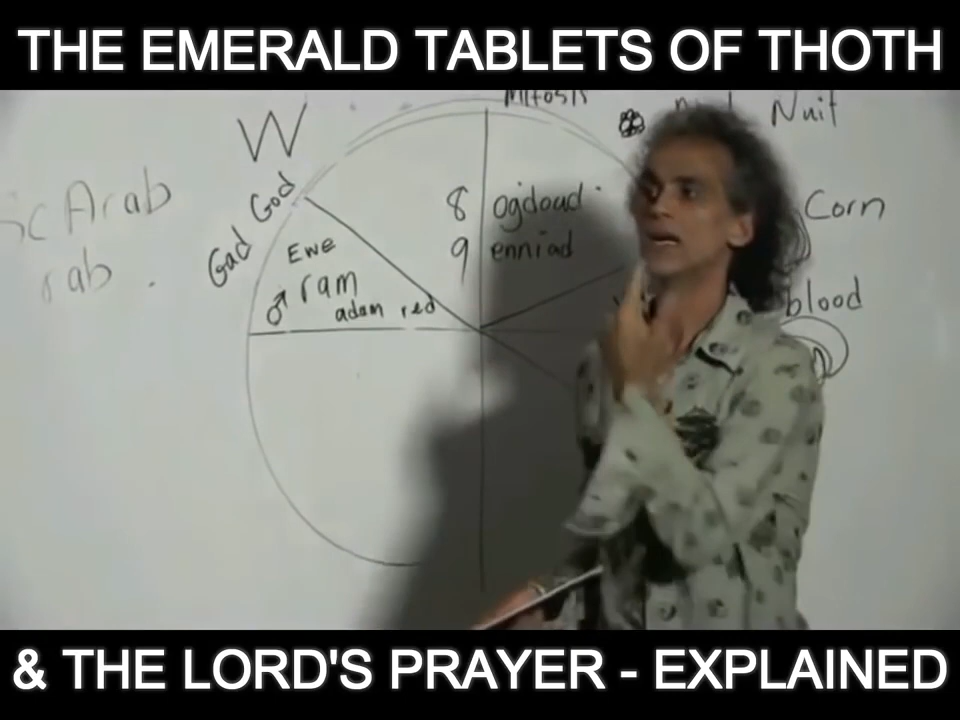 THE EMERALD TABLETS OF THOTH
Mitosis
Nuit
W
Arab
God
8 ogdoad
Corn
Gad
Ewe
9 enniad
rab
ram
blood
adam red
& THE LORD'S PRAYER - EXPLAINED